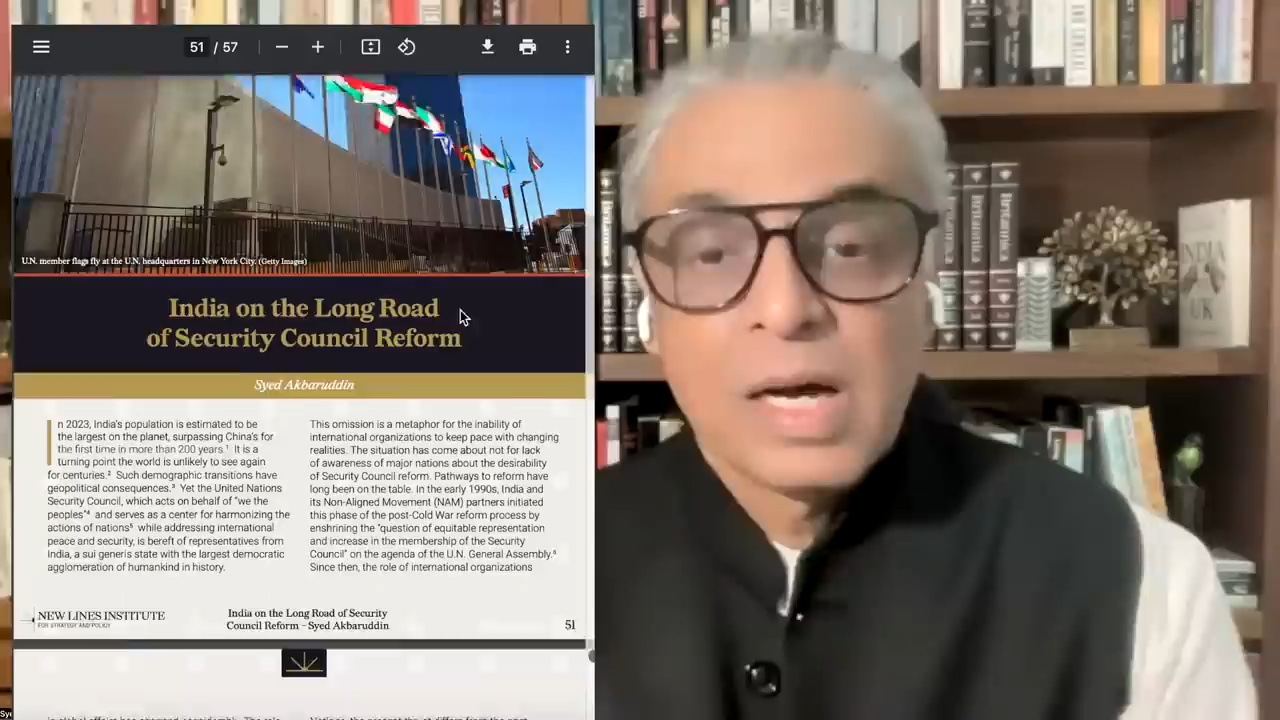 51 / 57
U.N. member flags fly at the U.N. headquarters in New York City. (Getty Images)
India on the Long Road
of Security Council Reform
Syed Akbaruddin
In 2023, India's population is estimated to be
the largest on the planet, surpassing China's for
the first time in more than 200 years.¹ It is a
turning point the world is unlikely to see again
for centuries.² Such demographic transitions have
geopolitical consequences.³ Yet the United Nations
Security Council, which acts on behalf of "we the
peoples"⁴ and serves as a center for harmonizing the
actions of nations⁵ while addressing international
peace and security, is bereft of representatives from
India, a sui generis state with the largest democratic
agglomeration of humankind in history.
This omission is a metaphor for the inability of
international organizations to keep pace with changing
realities. The situation has come about not for lack
of awareness of major nations about the desirability
of Security Council reform. Pathways to reform have
long been on the table. In the early 1990s, India and
its Non-Aligned Movement (NAM) partners initiated
this phase of the post-Cold War reform process by
enshrining the "question of equitable representation
and increase in the membership of the Security
Council" on the agenda of the U.N. General Assembly.⁶
Since then, the role of international organizations
NEW LINES INSTITUTE
FOR STRATEGY AND POLICY
India on the Long Road of Security
Council Reform - Syed Akbaruddin
51
Britannica
Britannica
INDIA
UK
Sye